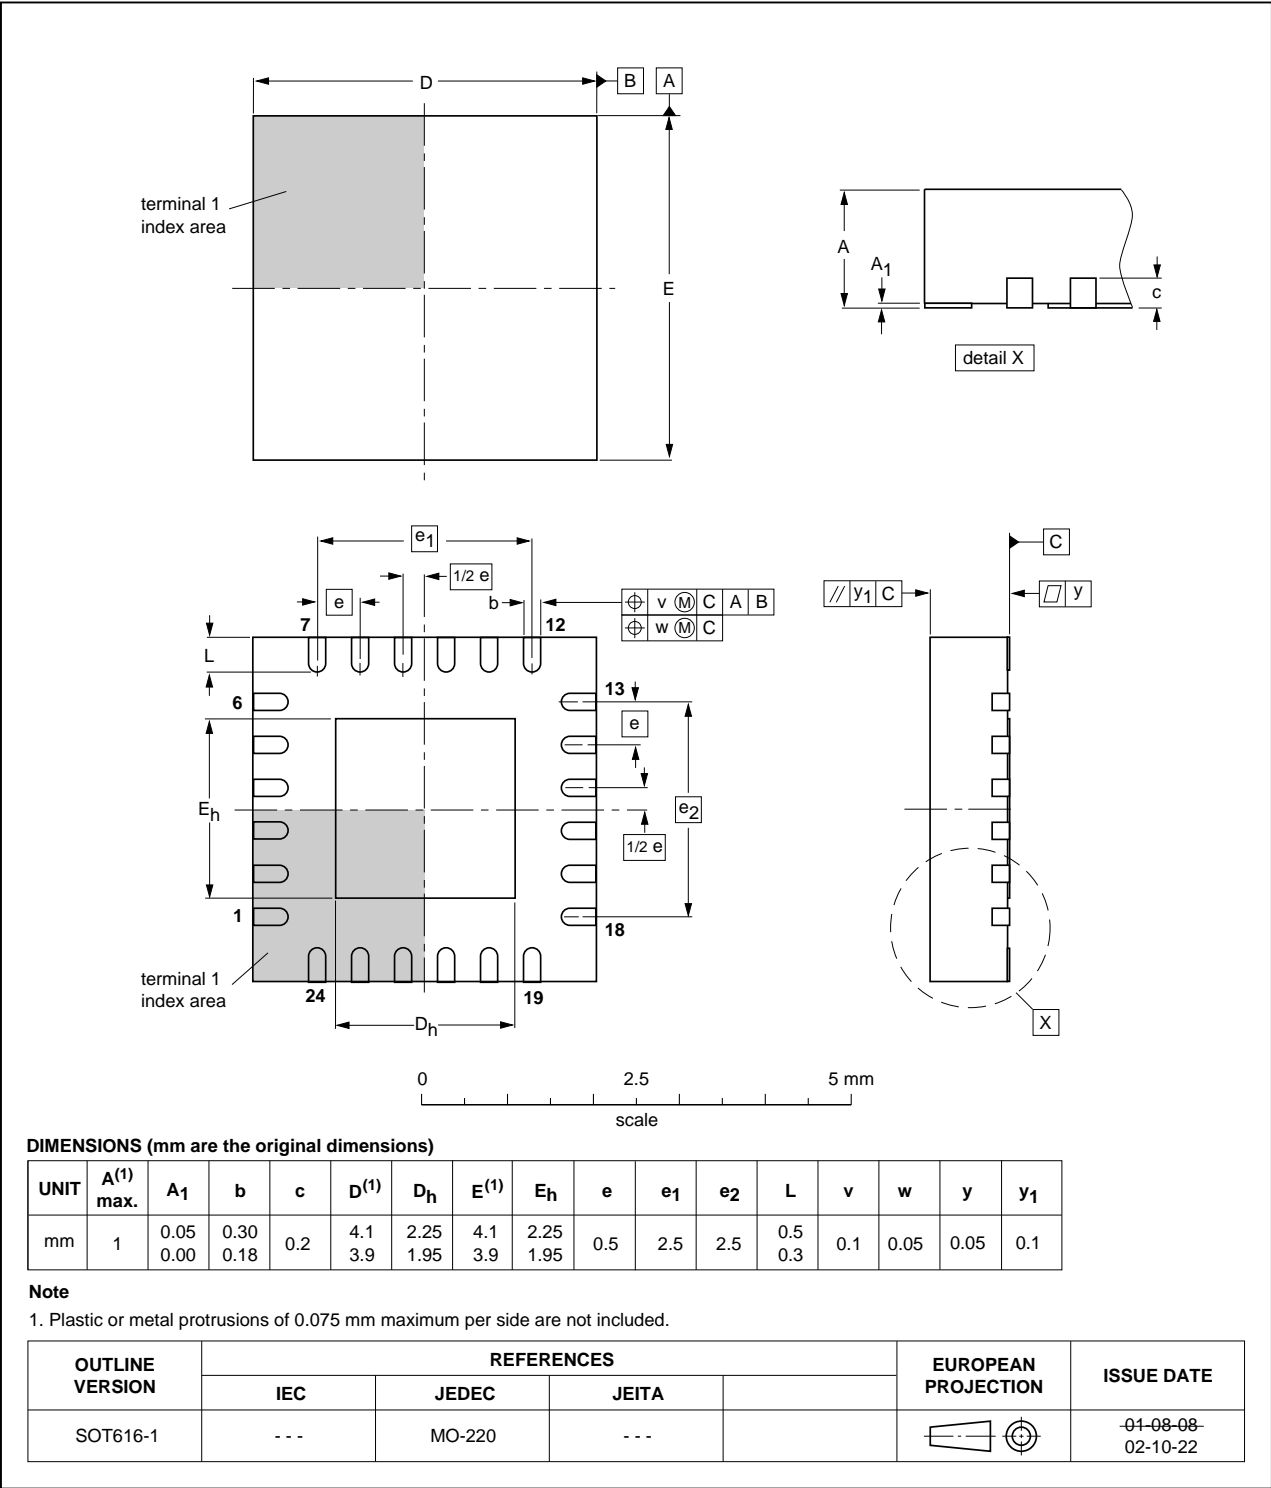 D
B
A
terminal 1
index area
E
A
A1
c
detail X
e1
1/2 e
e
b
⌖ v Ⓜ C A B
⌖ w Ⓜ C
7
12
L
6
13
e
Eh
e2
1/2 e
1
18
terminal 1
index area
24
19
Dh
C
// y1 C
⏥ y
X
0 2.5 5 mm
scale
DIMENSIONS (mm are the original dimensions)
UNIT A(1) max. A1 b c D(1) Dh E(1) Eh e e1 e2 L v w y y1
mm 1 0.05 0.00 0.30 0.18 0.2 4.1 3.9 2.25 1.95 4.1 3.9 2.25 1.95 0.5 2.5 2.5 0.5 0.3 0.1 0.05 0.05 0.1
Note
1. Plastic or metal protrusions of 0.075 mm maximum per side are not included.
OUTLINE VERSION
REFERENCES
IEC JEDEC JEITA
EUROPEAN PROJECTION
ISSUE DATE
SOT616-1 - - - MO-220 - - -
01-08-08
02-10-22